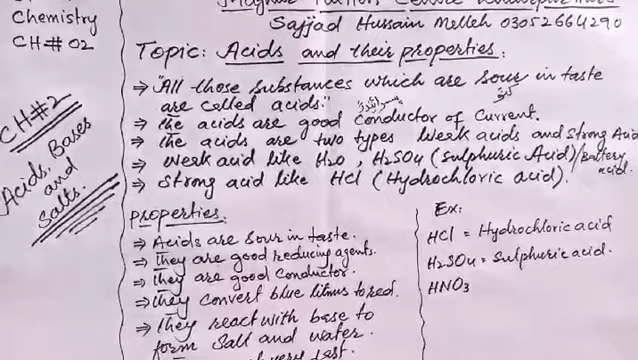 Chemistry
CH# 02
Sajjad Hussain Melleh 03052664290
Topic: Acids and their properties:
⇒ "All those substances which are sour in taste
are called acids."
⇒ The acids are good conductor of current.
⇒ The acids are two types weak acids and strong Acid
⇒ Weak acid like H2O, H2SO4 (Sulphuric Acid)/Battery acid.
⇒ Strong acid like HCl (Hydrochloric acid).
CH#2
Acids, Bases
and
Salts.
properties:
⇒ Acids are sour in taste.
⇒ They are good reducing agents.
⇒ They are good conductor.
⇒ They convert blue litmus to red.
⇒ They react with base to
form salt and water.
very fast.
Ex:
HCl = Hydrochloric acid
H2SO4 = Sulphuric acid.
HNO3